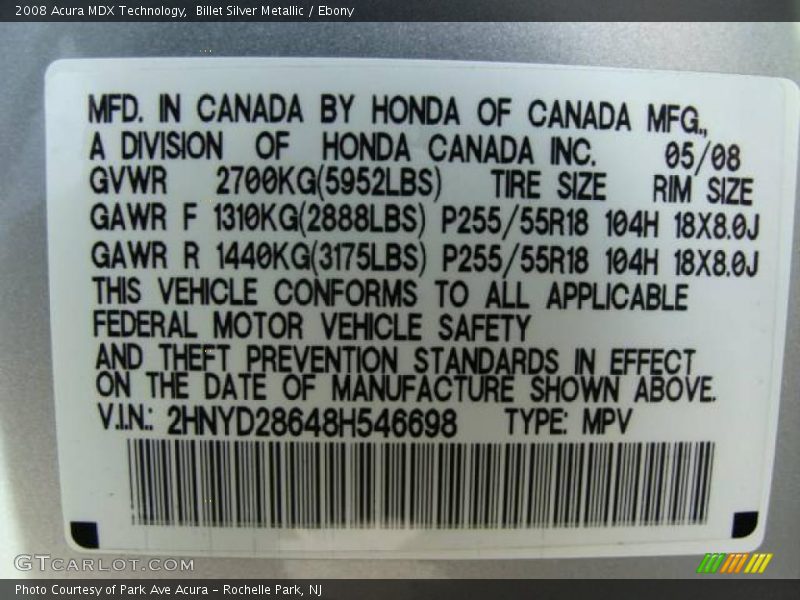 2008 Acura MDX Technology, Billet Silver Metallic / Ebony
MFD. IN CANADA BY HONDA OF CANADA MFG.,
A DIVISION OF HONDA CANADA INC. 05/08
GVWR 2700KG(5952LBS) TIRE SIZE RIM SIZE
GAWR F 1310KG(2888LBS) P255/55R18 104H 18X8.0J
GAWR R 1440KG(3175LBS) P255/55R18 104H 18X8.0J
THIS VEHICLE CONFORMS TO ALL APPLICABLE
FEDERAL MOTOR VEHICLE SAFETY
AND THEFT PREVENTION STANDARDS IN EFFECT
ON THE DATE OF MANUFACTURE SHOWN ABOVE.
V.I.N.: 2HNYD28648H546698 TYPE: MPV
GTCARLOT.COM
Photo Courtesy of Park Ave Acura - Rochelle Park, NJ